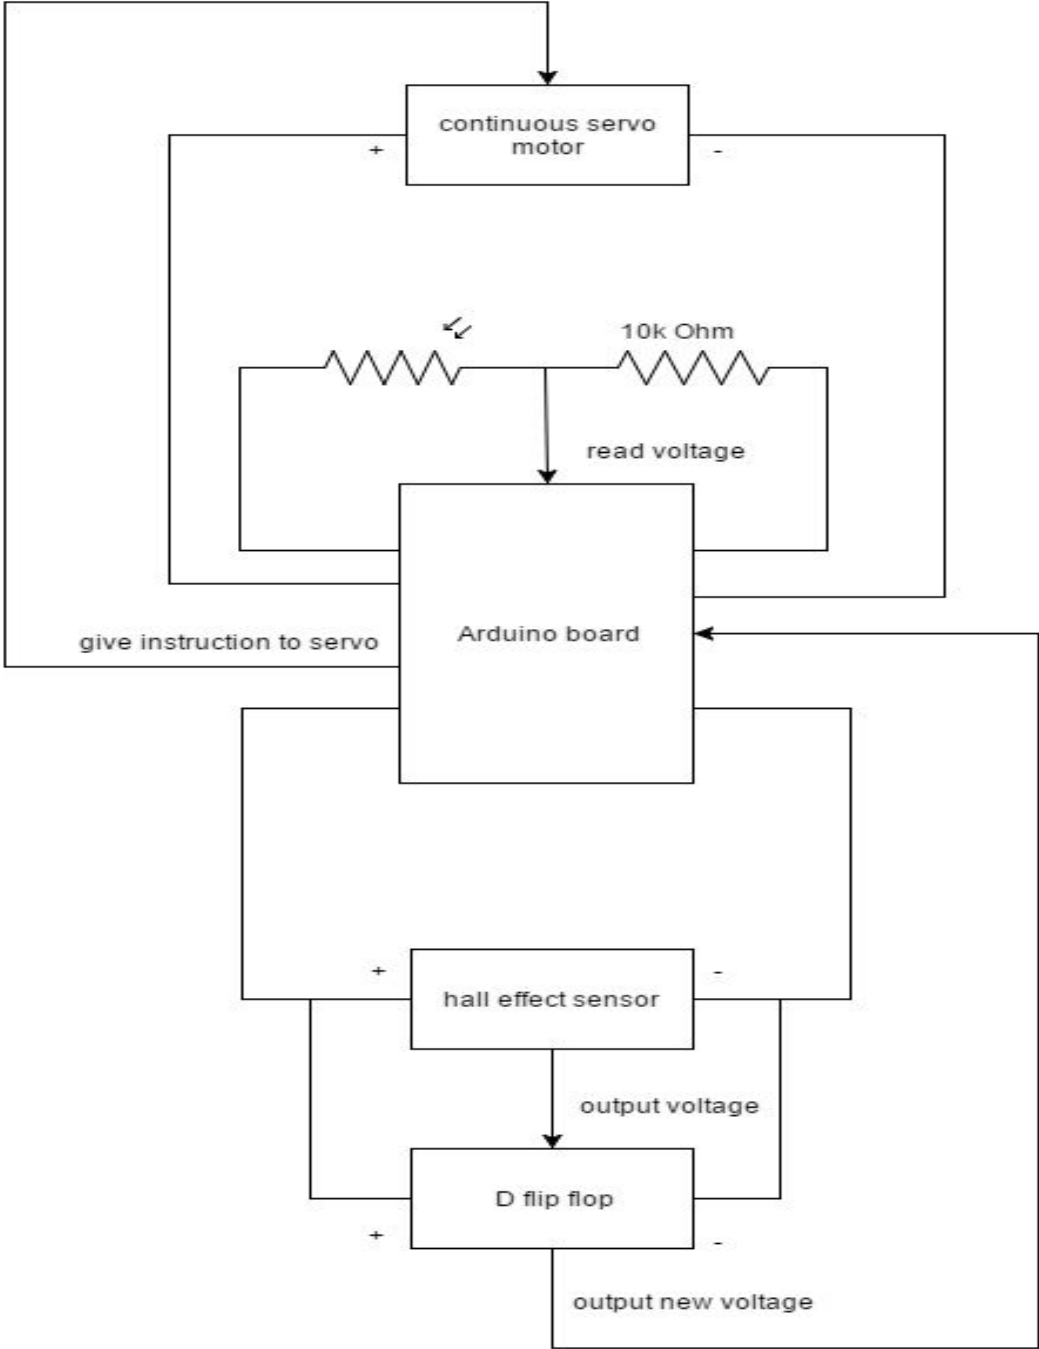 continuous servo
motor
+
-
10k Ohm
read voltage
Arduino board
give instruction to servo
+
-
hall effect sensor
output voltage
D flip flop
+
-
output new voltage